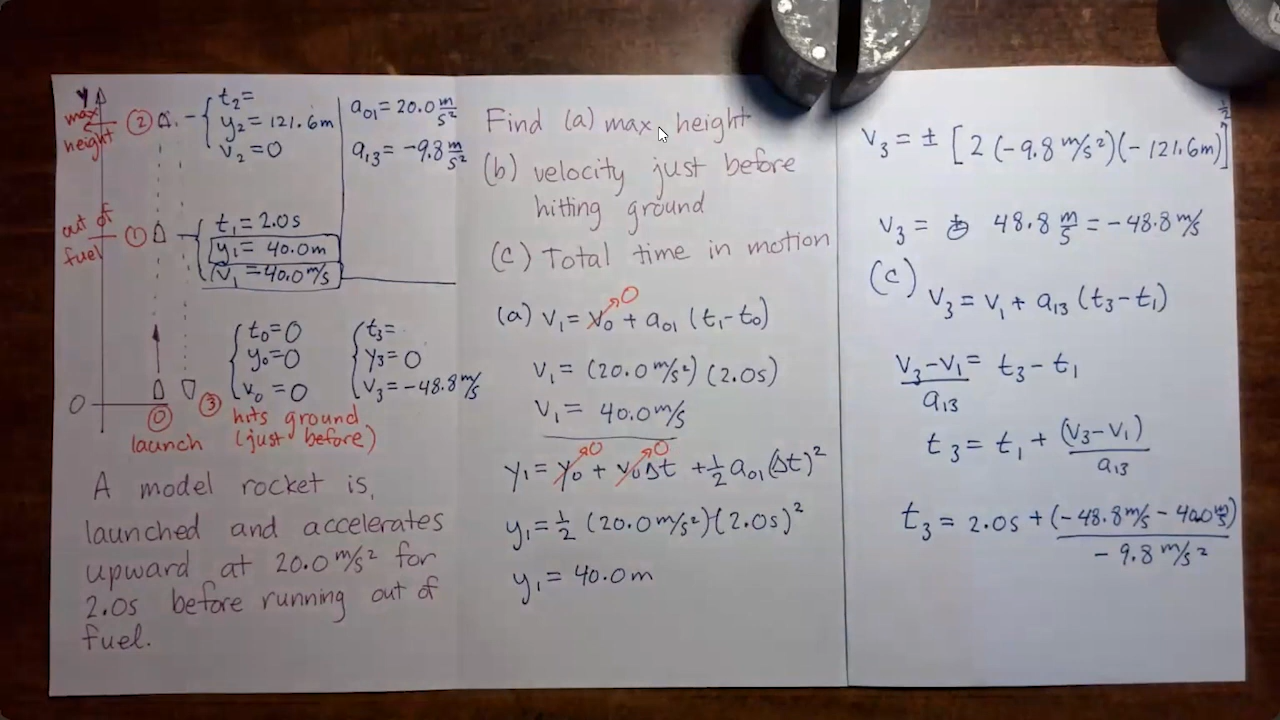 y
max
height
②
t₂=
y₂ = 121.6m
v₂ = 0
a₀₁ = 20.0 m/s²
a₁₃ = -9.8 m/s²
out of
fuel
①
t₁ = 2.0s
y₁ = 40.0m
v₁ = 40.0 m/s
t₀=0
y₀=0
v₀ = 0
t₃=
y₃ = 0
v₃ = -48.8 m/s
0
⓪
launch
③ hits ground
(just before)
A model rocket is,
launched and accelerates
upward at 20.0 m/s² for
2.0s before running out of
fuel.
Find (a) max height
(b) velocity just before
hitting ground
(c) Total time in motion
(a) v₁ = v₀ + a₀₁ (t₁-t₀)
0
v₁ = (20.0 m/s²) (2.0s)
v₁ = 40.0 m/s
0 0
y₁ = y₀ + v₀Δt + ½ a₀₁ (Δt)²
y₁ = ½ (20.0 m/s²)(2.0s)²
y₁ = 40.0m
v₃ = ± [2 (-9.8 m/s²)(-121.6m)]^½
v₃ = ± 48.8 m/s = -48.8 m/s
(c) v₃ = v₁ + a₁₃ (t₃-t₁)
(v₃-v₁)/a₁₃ = t₃ - t₁
t₃ = t₁ + (v₃-v₁)/a₁₃
t₃ = 2.0s + (-48.8 m/s - 40.0 m/s)/(-9.8 m/s²)